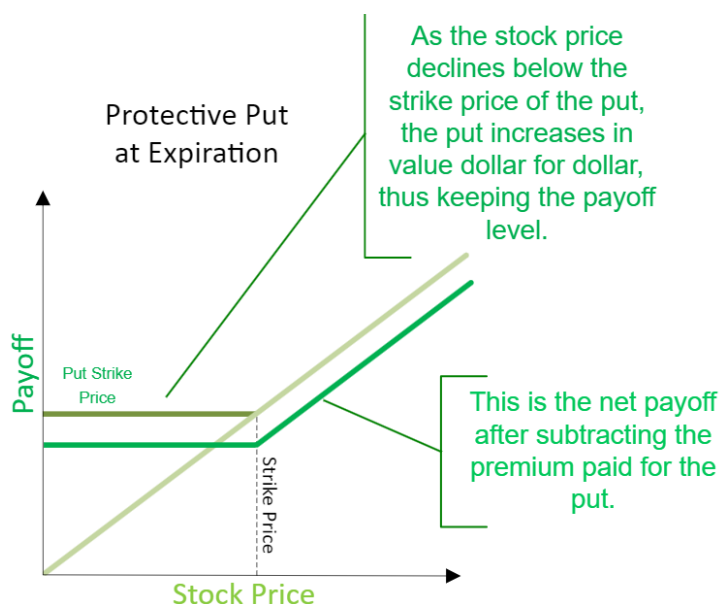 As the stock price
declines below the
strike price of the put,
the put increases in
value dollar for dollar,
thus keeping the payoff
level.
Protective Put
at Expiration
Payoff
Put Strike
Price
Strike Price
This is the net payoff
after subtracting the
premium paid for the
put.
Stock Price